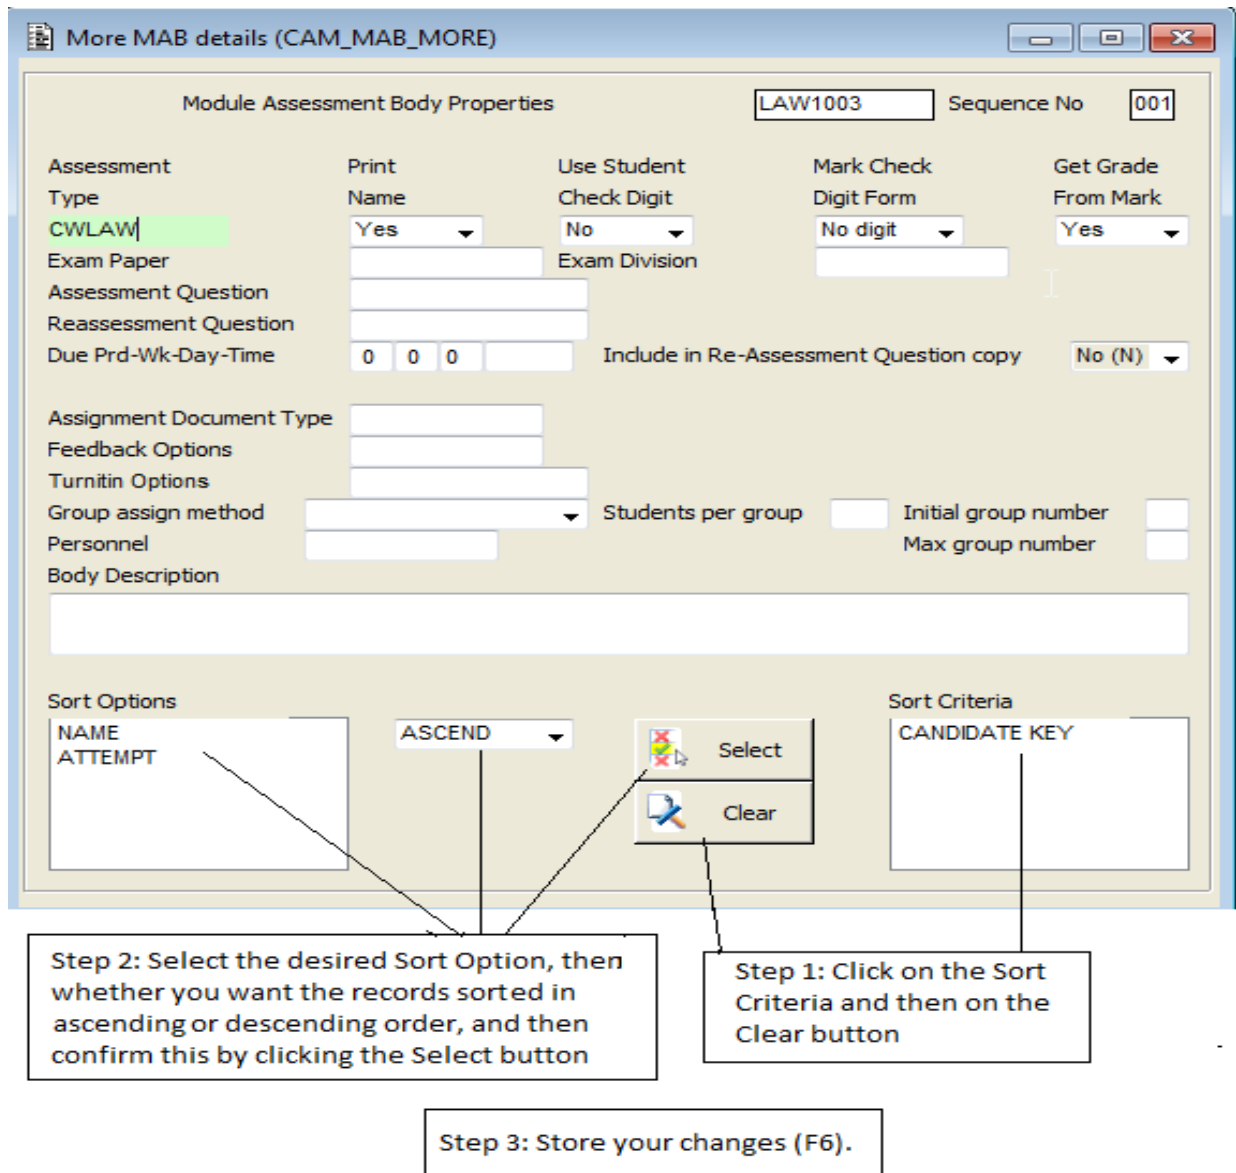 More MAB details (CAM_MAB_MORE)
Module Assessment Body Properties LAW1003 Sequence No 001
Assessment Print Use Student Mark Check Get Grade
Type Name Check Digit Digit Form From Mark
CWLAW Yes No No digit Yes
Exam Paper Exam Division
Assessment Question
Reassessment Question
Due Prd-Wk-Day-Time 0 0 0 Include in Re-Assessment Question copy No (N)
Assignment Document Type
Feedback Options
Turnitin Options
Group assign method Students per group Initial group number
Personnel Max group number
Body Description
Sort Options Sort Criteria
NAME ASCEND CANDIDATE KEY
ATTEMPT Select
Clear
Step 2: Select the desired Sort Option, then
whether you want the records sorted in
ascending or descending order, and then
confirm this by clicking the Select button
Step 1: Click on the Sort
Criteria and then on the
Clear button
Step 3: Store your changes (F6).